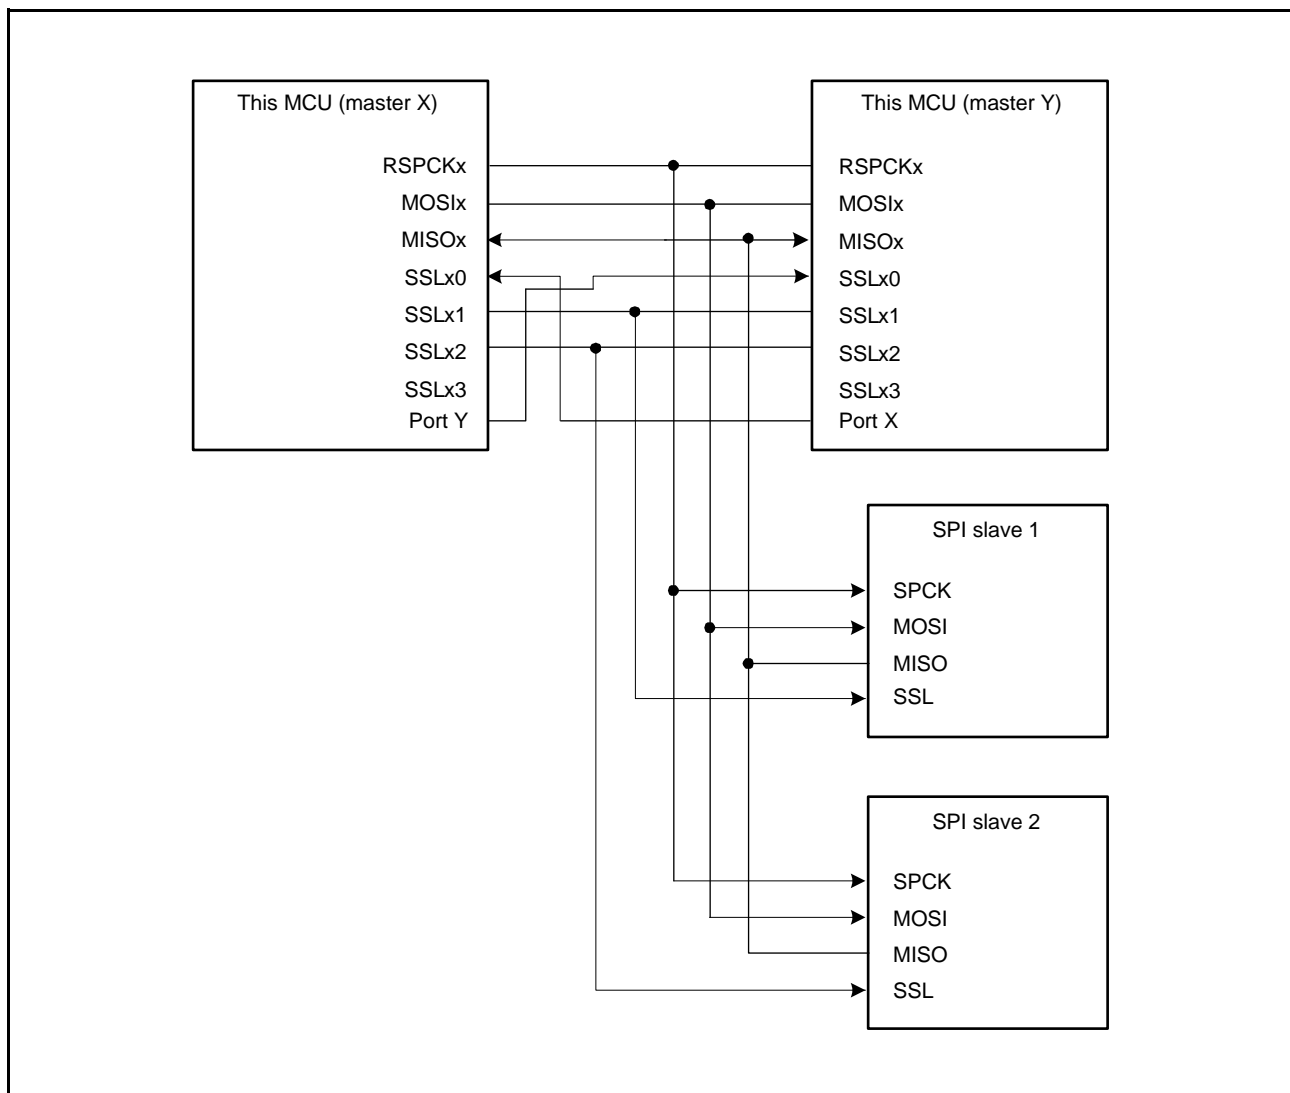 This MCU (master X)
RSPCKx
MOSIx
MISOx
SSLx0
SSLx1
SSLx2
SSLx3
Port Y
This MCU (master Y)
RSPCKx
MOSIx
MISOx
SSLx0
SSLx1
SSLx2
SSLx3
Port X
SPI slave 1
SPCK
MOSI
MISO
SSL
SPI slave 2
SPCK
MOSI
MISO
SSL